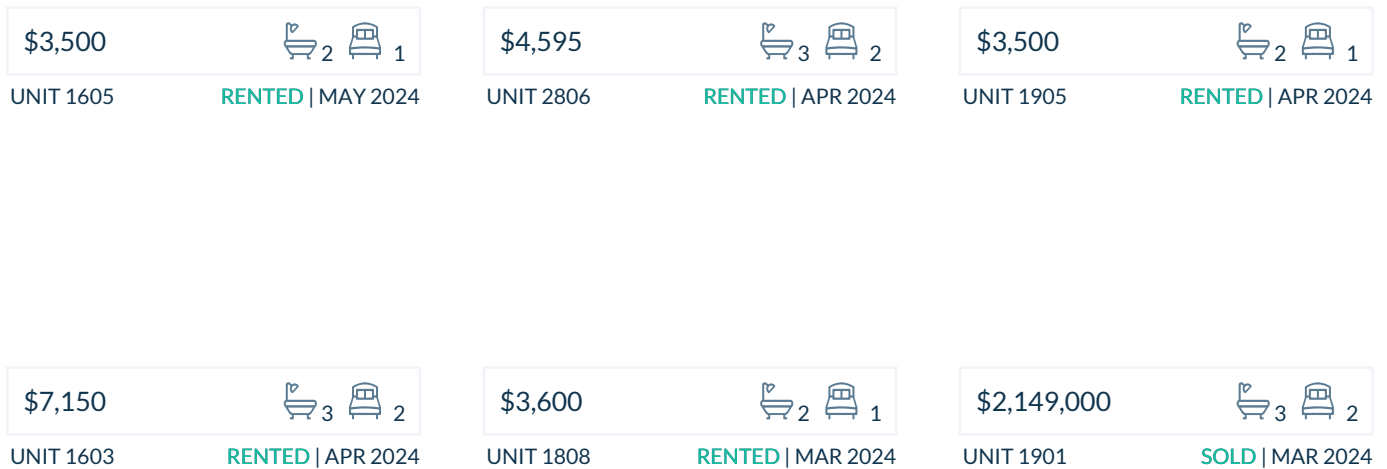 $3,500 2 1
UNIT 1605 RENTED | MAY 2024
$4,595 3 2
UNIT 2806 RENTED | APR 2024
$3,500 2 1
UNIT 1905 RENTED | APR 2024
$7,150 3 2
UNIT 1603 RENTED | APR 2024
$3,600 2 1
UNIT 1808 RENTED | MAR 2024
$2,149,000 3 2
UNIT 1901 SOLD | MAR 2024